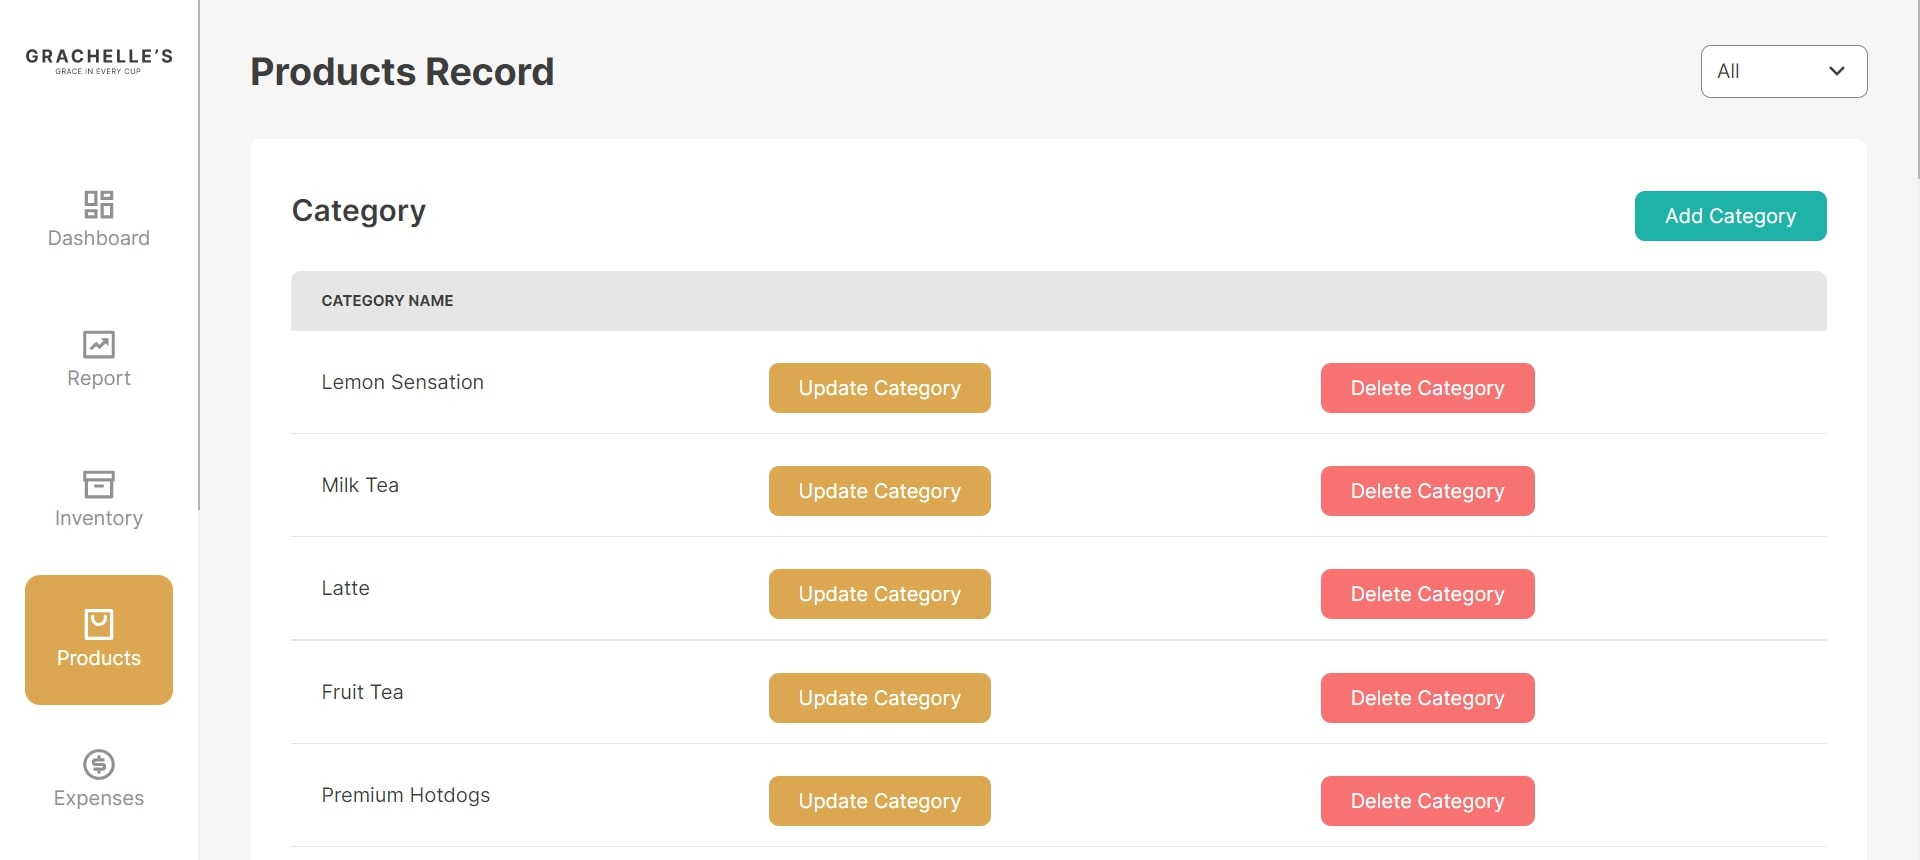 GRACHELLE'S
GRACE IN EVERY CUP
Dashboard
Report
Inventory
Products
Expenses
Products Record
All
Category
Add Category
CATEGORY NAME
Lemon Sensation Update Category Delete Category
Milk Tea Update Category Delete Category
Latte Update Category Delete Category
Fruit Tea Update Category Delete Category
Premium Hotdogs Update Category Delete Category